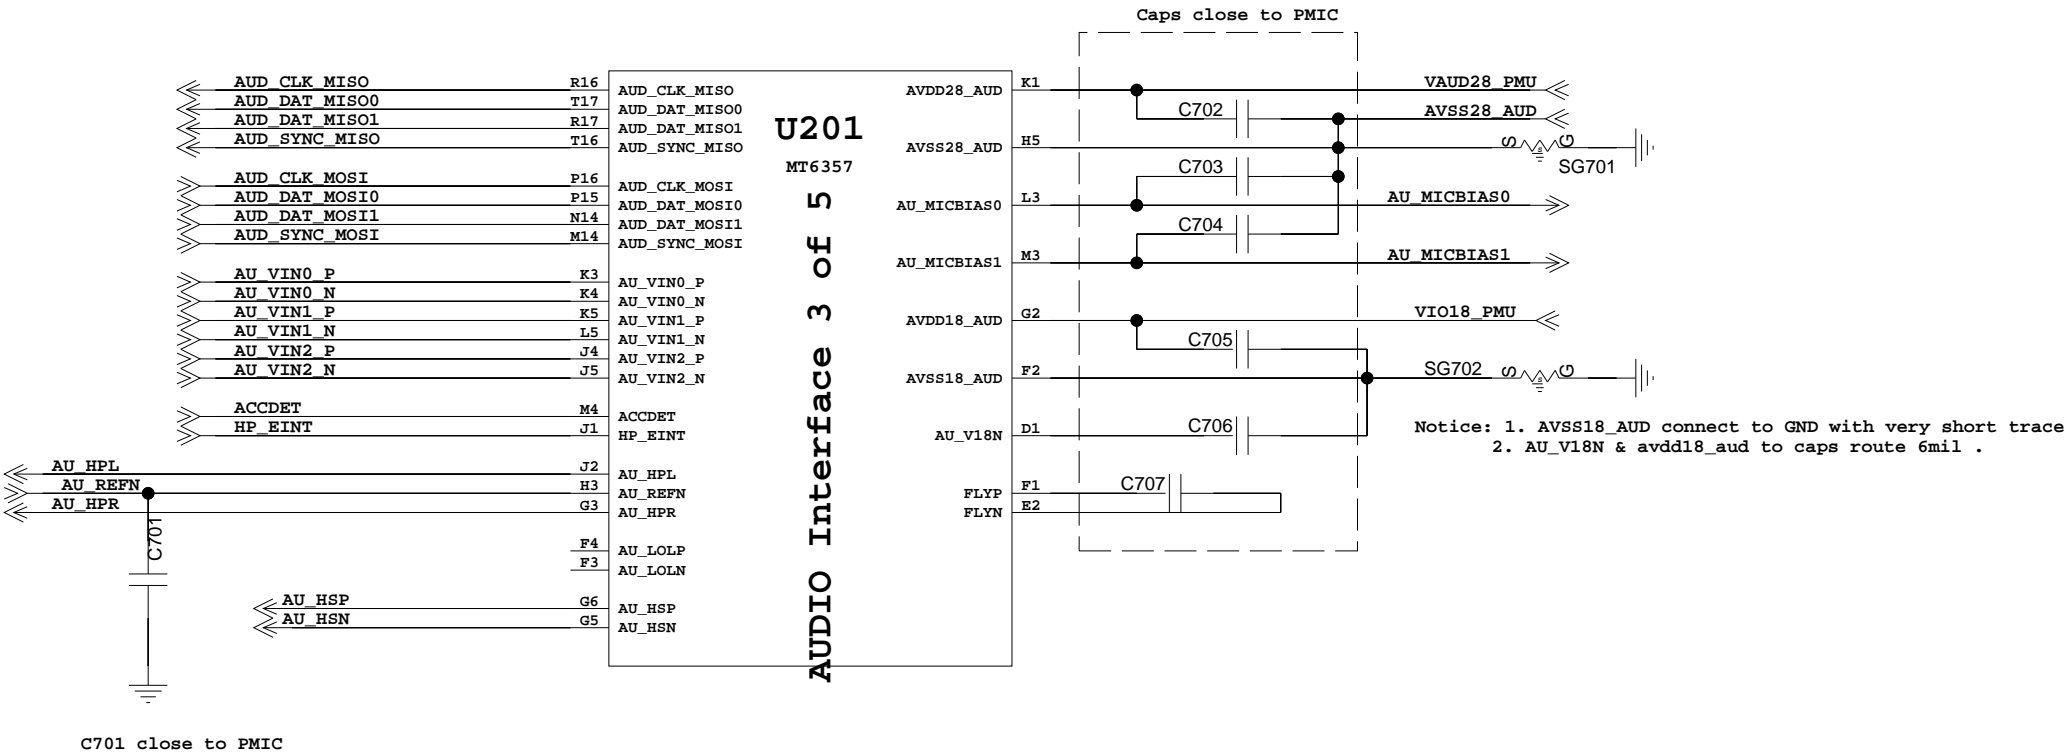 Caps close to PMIC
AUD_CLK_MISO R16 AUD_CLK_MISO
AUD_DAT_MISO0 T17 AUD_DAT_MISO0
AUD_DAT_MISO1 R17 AUD_DAT_MISO1
AUD_SYNC_MISO T16 AUD_SYNC_MISO
AUD_CLK_MOSI P16 AUD_CLK_MOSI
AUD_DAT_MOSI0 P15 AUD_DAT_MOSI0
AUD_DAT_MOSI1 N14 AUD_DAT_MOSI1
AUD_SYNC_MOSI M14 AUD_SYNC_MOSI
AU_VIN0_P K3 AU_VIN0_P
AU_VIN0_N K4 AU_VIN0_N
AU_VIN1_P K5 AU_VIN1_P
AU_VIN1_N L5 AU_VIN1_N
AU_VIN2_P J4 AU_VIN2_P
AU_VIN2_N J5 AU_VIN2_N
ACCDET M4 ACCDET
HP_EINT J1 HP_EINT
AU_HPL J2 AU_HPL
AU_REFN H3 AU_REFN
AU_HPR G3 AU_HPR
C701
F4 AU_LOLP
F3 AU_LOLN
AU_HSP G6 AU_HSP
AU_HSN G5 AU_HSN
U201
MT6357
AUDIO Interface 3 of 5
AVDD28_AUD K1 VAUD28_PMU
C702 AVSS28_AUD
AVSS28_AUD H5 S s G
SG701
C703
AU_MICBIAS0 L3 AU_MICBIAS0
C704
AU_MICBIAS1 M3 AU_MICBIAS1
AVDD18_AUD G2 VIO18_PMU
C705
AVSS18_AUD F2 SG702 S s G
AU_V18N D1 C706
FLYP F1 C707
FLYN E2
Notice: 1. AVSS18_AUD connect to GND with very short trace
2. AU_V18N & avdd18_aud to caps route 6mil .
C701 close to PMIC